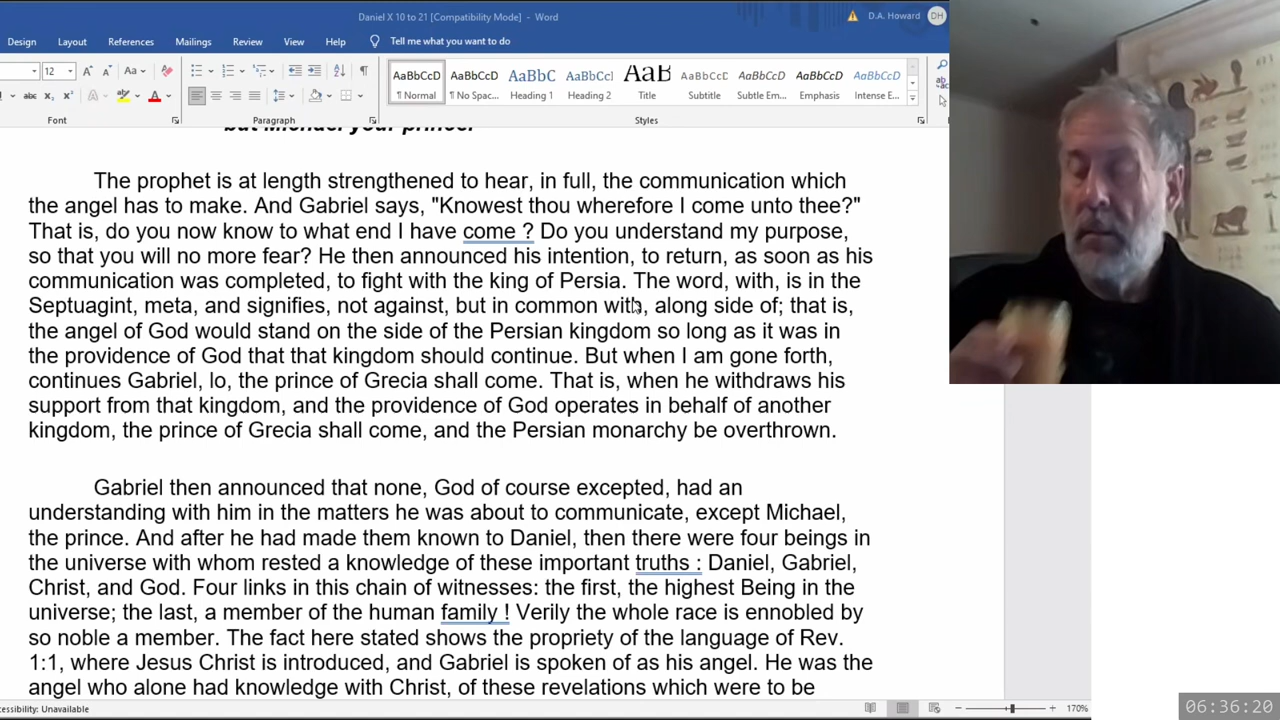 Daniel X 10 to 21 [Compatibility Mode] - Word
D.A. Howard
DH
Design Layout References Mailings Review View Help Tell me what you want to do
12 Aa
AaBbCcD AaBbCcD AaBbC AaBbCcI AaB AaBbCcD AaBbCcD AaBbCcD AaBbCcD
¶ Normal ¶ No Spac... Heading 1 Heading 2 Title Subtitle Subtle Em... Emphasis Intense E...
Font Paragraph Styles
but Michael your prince.
The prophet is at length strengthened to hear, in full, the communication which
the angel has to make. And Gabriel says, "Knowest thou wherefore I come unto thee?"
That is, do you now know to what end I have come ? Do you understand my purpose,
so that you will no more fear? He then announced his intention, to return, as soon as his
communication was completed, to fight with the king of Persia. The word, with, is in the
Septuagint, meta, and signifies, not against, but in common with, along side of; that is,
the angel of God would stand on the side of the Persian kingdom so long as it was in
the providence of God that that kingdom should continue. But when I am gone forth,
continues Gabriel, lo, the prince of Grecia shall come. That is, when he withdraws his
support from that kingdom, and the providence of God operates in behalf of another
kingdom, the prince of Grecia shall come, and the Persian monarchy be overthrown.
Gabriel then announced that none, God of course excepted, had an
understanding with him in the matters he was about to communicate, except Michael,
the prince. And after he had made them known to Daniel, then there were four beings in
the universe with whom rested a knowledge of these important truths : Daniel, Gabriel,
Christ, and God. Four links in this chain of witnesses: the first, the highest Being in the
universe; the last, a member of the human family ! Verily the whole race is ennobled by
so noble a member. The fact here stated shows the propriety of the language of Rev.
1:1, where Jesus Christ is introduced, and Gabriel is spoken of as his angel. He was the
angel who alone had knowledge with Christ, of these revelations which were to be
cessibility: Unavailable
170%
06:36:20